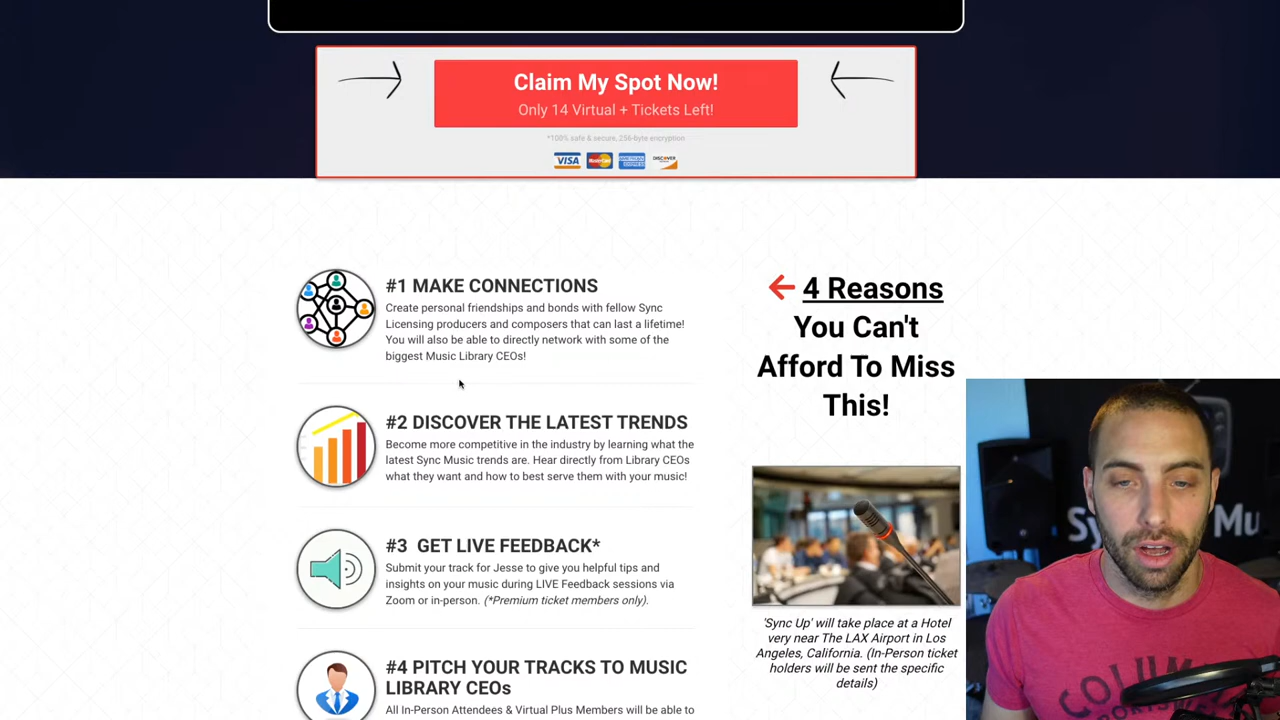 Claim My Spot Now!
Only 14 Virtual + Tickets Left!
*100% safe & secure, 256-byte encryption
VISA
MasterCard
AMERICAN EXPRESS
DISCOVER
#1 MAKE CONNECTIONS
Create personal friendships and bonds with fellow Sync
Licensing producers and composers that can last a lifetime!
You will also be able to directly network with some of the
biggest Music Library CEOs!
#2 DISCOVER THE LATEST TRENDS
Become more competitive in the industry by learning what the
latest Sync Music trends are. Hear directly from Library CEOs
what they want and how to best serve them with your music!
#3 GET LIVE FEEDBACK*
Submit your track for Jesse to give you helpful tips and
insights on your music during LIVE Feedback sessions via
Zoom or in-person. (*Premium ticket members only).
#4 PITCH YOUR TRACKS TO MUSIC
LIBRARY CEOs
All In-Person Attendees & Virtual Plus Members will be able to
4 Reasons
You Can't
Afford To Miss
This!
'Sync Up' will take place at a Hotel
very near The LAX Airport in Los
Angeles, California. (In-Person ticket
holders will be sent the specific
details)
Sy
Mu